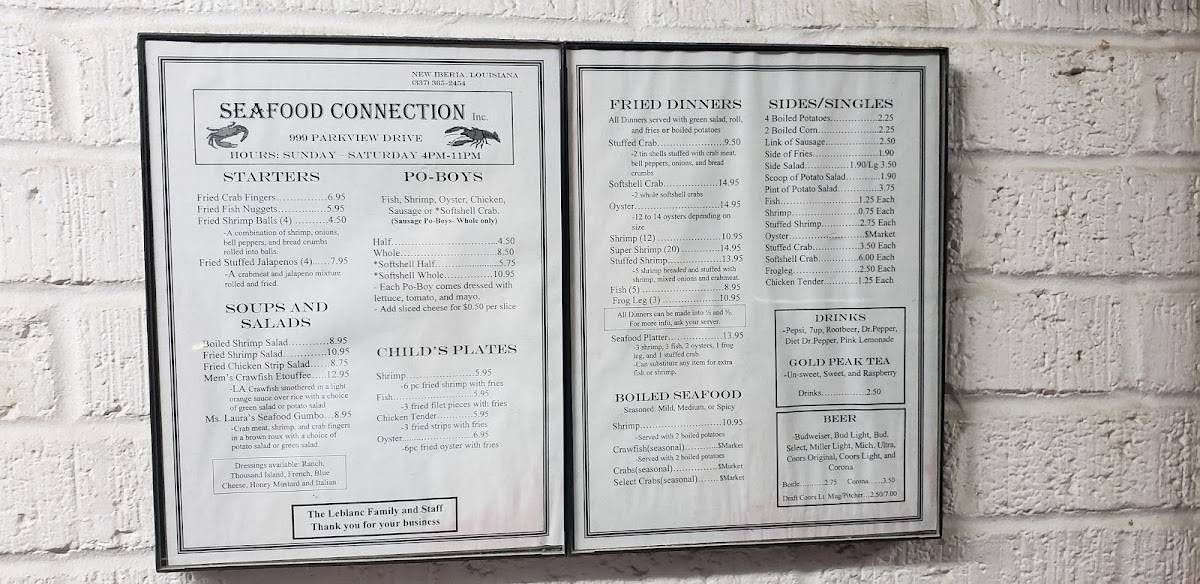 NEW IBERIA, LOUISIANA
(337) 365-2454
SEAFOOD CONNECTION Inc.
999 PARKVIEW DRIVE
HOURS: SUNDAY – SATURDAY 4PM-11PM
STARTERS
Fried Crab Fingers............6.95
Fried Fish Nuggets............5.95
Fried Shrimp Balls (4).........4.50
-A combination of shrimp, onions,
bell peppers, and bread crumbs
rolled into balls.
Fried Stuffed Jalapenos (4).....7.95
-A crabmeat and jalapeno mixture
rolled and fried.
SOUPS AND
SALADS
Boiled Shrimp Salad...........8.95
Fried Shrimp Salad............10.95
Fried Chicken Strip Salad......8.75
Mem's Crawfish Etouffee....12.95
-LA Crawfish smothered in a light
orange sauce over rice with a choice
of green salad or potato salad
Ms. Laura's Seafood Gumbo...8.95
-Crab meat, shrimp, and crab fingers
in a brown roux with a choice of
potato salad or green salad.
Dressings available: Ranch,
Thousand Island, French, Blue
Cheese, Honey Mustard and Italian
PO-BOYS
Fish, Shrimp, Oyster, Chicken,
Sausage or *Softshell Crab.
(Sausage Po-Boys- Whole only)
Half..............................4.50
Whole...........................8.50
*Softshell Half................5.75
*Softshell Whole............10.95
- Each Po-Boy comes dressed with
lettuce, tomato, and mayo.
- Add sliced cheese for $0.50 per slice
CHILD'S PLATES
Shrimp.................5.95
-6 pc fried shrimp with fries
Fish.....................5.95
-3 fried filet pieces with fries
Chicken Tender.........5.95
-3 fried strips with fries
Oyster..................6.95
-6pc fried oyster with fries
The Leblanc Family and Staff
Thank you for your business
FRIED DINNERS
All Dinners served with green salad, roll,
and fries or boiled potatoes
Stuffed Crab.................9.50
-2 tin shells stuffed with crab meat,
bell peppers, onions, and bread
crumbs
Softshell Crab...............14.95
-2 whole softshell crabs
Oyster........................14.95
-12 to 14 oysters depending on
size
Shrimp (12).................10.95
Super Shrimp (20)..........14.95
Stuffed Shrimp..............13.95
-5 shrimp breaded and stuffed with
shrimp, mixed onions and crabmeat.
Fish (5)......................8.95
Frog Leg (3)................10.95
All Dinners can be made into ½ and ½.
For more info, ask your server.
Seafood Platter..............13.95
-3 shrimp, 3 fish, 2 oysters, 1 frog
leg, and 1 stuffed crab.
-Can substitute any item for extra
fish or shrimp.
BOILED SEAFOOD
Seasoned: Mild, Medium, or Spicy
Shrimp........................10.95
-Served with 2 boiled potatoes
Crawfish(seasonal)..........$Market
-Served with 2 boiled potatoes
Crabs(seasonal).............$Market
Select Crabs(seasonal).......$Market
SIDES/SINGLES
4 Boiled Potatoes............2.25
2 Boiled Corn................2.25
Link of Sausage..............2.50
Side of Fries.................1.90
Side Salad............1.90/Lg 3.50
Scoop of Potato Salad........1.90
Pint of Potato Salad..........3.75
Fish.........................1.25 Each
Shrimp.....................0.75 Each
Stuffed Shrimp.............2.75 Each
Oyster......................$Market
Stuffed Crab................3.50 Each
Softshell Crab..............6.00 Each
Frogleg.....................2.50 Each
Chicken Tender.............1.25 Each
DRINKS
-Pepsi, 7up, Rootbeer, Dr.Pepper,
Diet Dr.Pepper, Pink Lemonade
GOLD PEAK TEA
-Un-sweet, Sweet, and Raspberry
Drinks.............2.50
BEER
-Budweiser, Bud Light, Bud.
Select, Miller Light, Mich. Ultra,
Coors Original, Coors Light, and
Corona
Bottle.........2.75 Corona......3.50
Draft Coors Lt. Mug/Pitcher...2.50/7.00